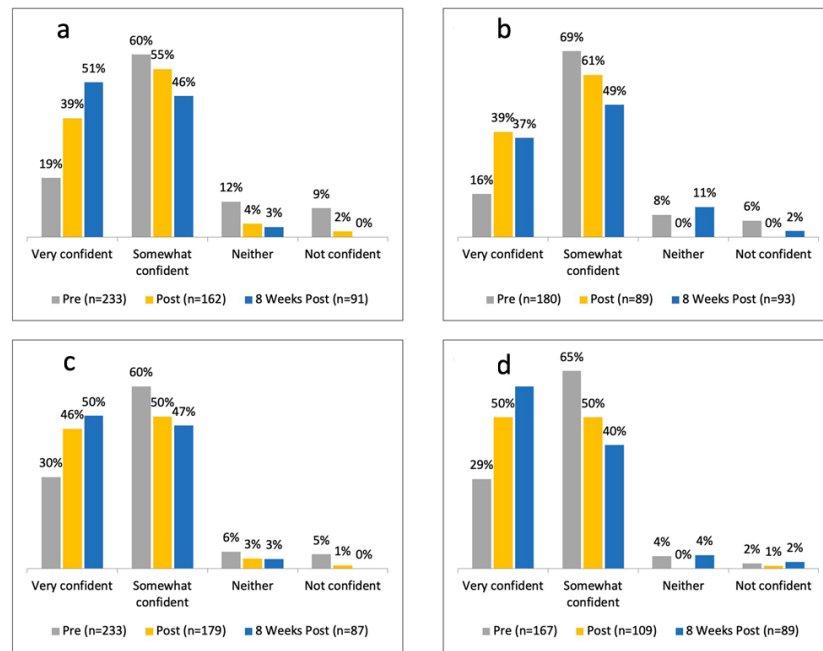 a
19%
39%
51%
60%
55%
46%
12%
4%
3%
9%
2%
0%
Very confident
Somewhat
confident
Neither
Not confident
Pre (n=233) Post (n=162) 8 Weeks Post (n=91)
b
16%
39%
37%
69%
61%
49%
8%
0%
11%
6%
0%
2%
Very confident
Somewhat
confident
Neither
Not confident
Pre (n=180) Post (n=89) 8 Weeks Post (n=93)
c
30%
46%
50%
60%
50%
47%
6%
3%
3%
5%
1%
0%
Very confident
Somewhat
confident
Neither
Not confident
Pre (n=233) Post (n=179) 8 Weeks Post (n=87)
d
29%
50%
65%
50%
40%
4%
0%
4%
2%
1%
2%
Very confident
Somewhat
confident
Neither
Not confident
Pre (n=167) Post (n=109) 8 Weeks Post (n=89)